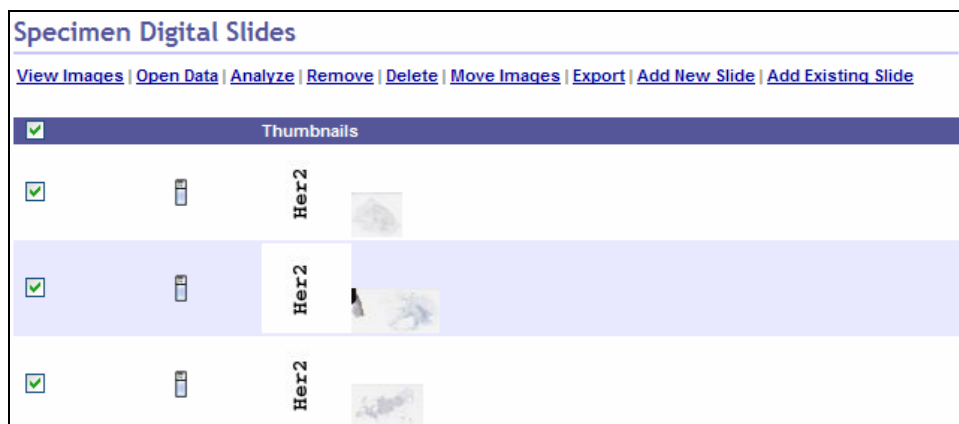 Specimen Digital Slides
View Images | Open Data | Analyze | Remove | Delete | Move Images | Export | Add New Slide | Add Existing Slide
Thumbnails
Her2
Her2
Her2